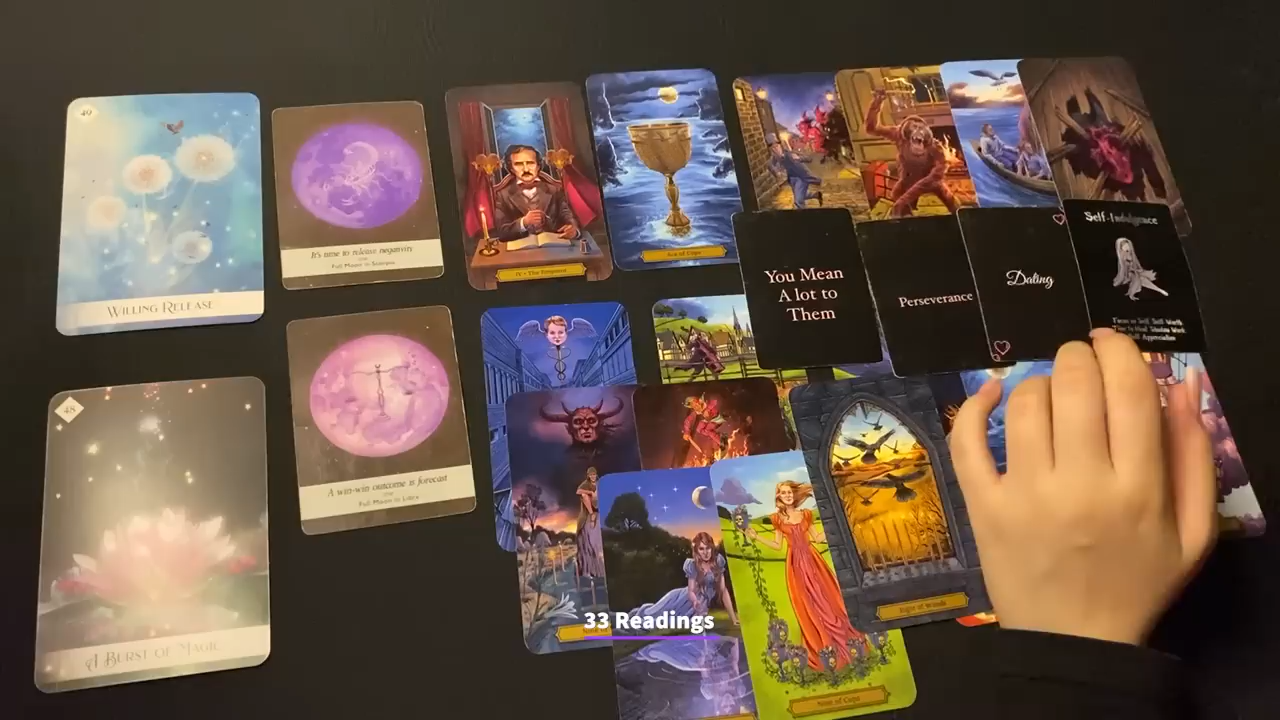 49
WILLING RELEASE
It's time to release negativity
Full Moon in Scorpio
IV • The Emperor
Ace of Cups
You Mean
A lot to
Them
Perseverance
Dating
Self-Indulgence
48
A BURST OF MAGIC
A win-win outcome is forecast
Full Moon in Libra
Eight of Wands
Nine of Cups
33 Readings